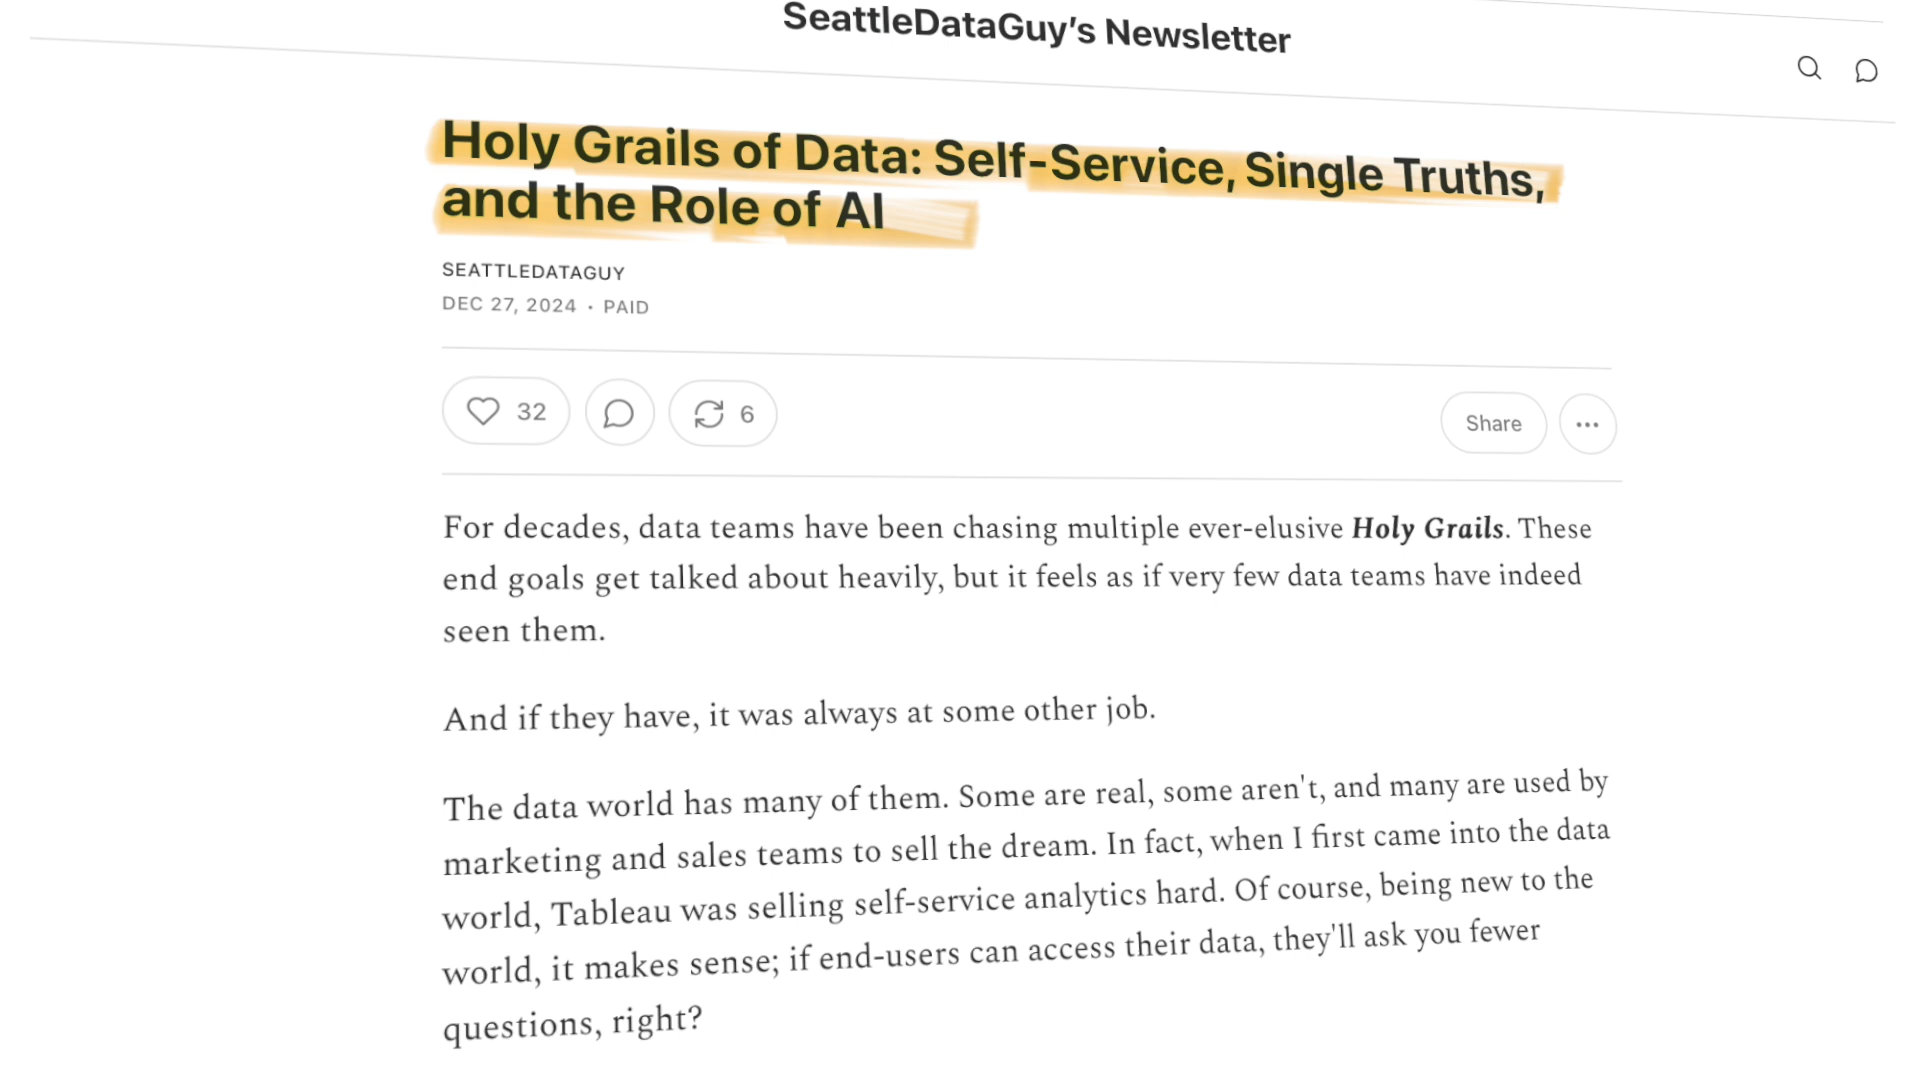 SeattleDataGuy's Newsletter
Holy Grails of Data: Self-Service, Single Truths,
and the Role of AI
SEATTLEDATAGUY
DEC 27, 2024 · PAID
32
6
Share
For decades, data teams have been chasing multiple ever-elusive Holy Grails. These
end goals get talked about heavily, but it feels as if very few data teams have indeed
seen them.
And if they have, it was always at some other job.
The data world has many of them. Some are real, some aren't, and many are used by
marketing and sales teams to sell the dream. In fact, when I first came into the data
world, Tableau was selling self-service analytics hard. Of course, being new to the
world, it makes sense; if end-users can access their data, they'll ask you fewer
questions, right?